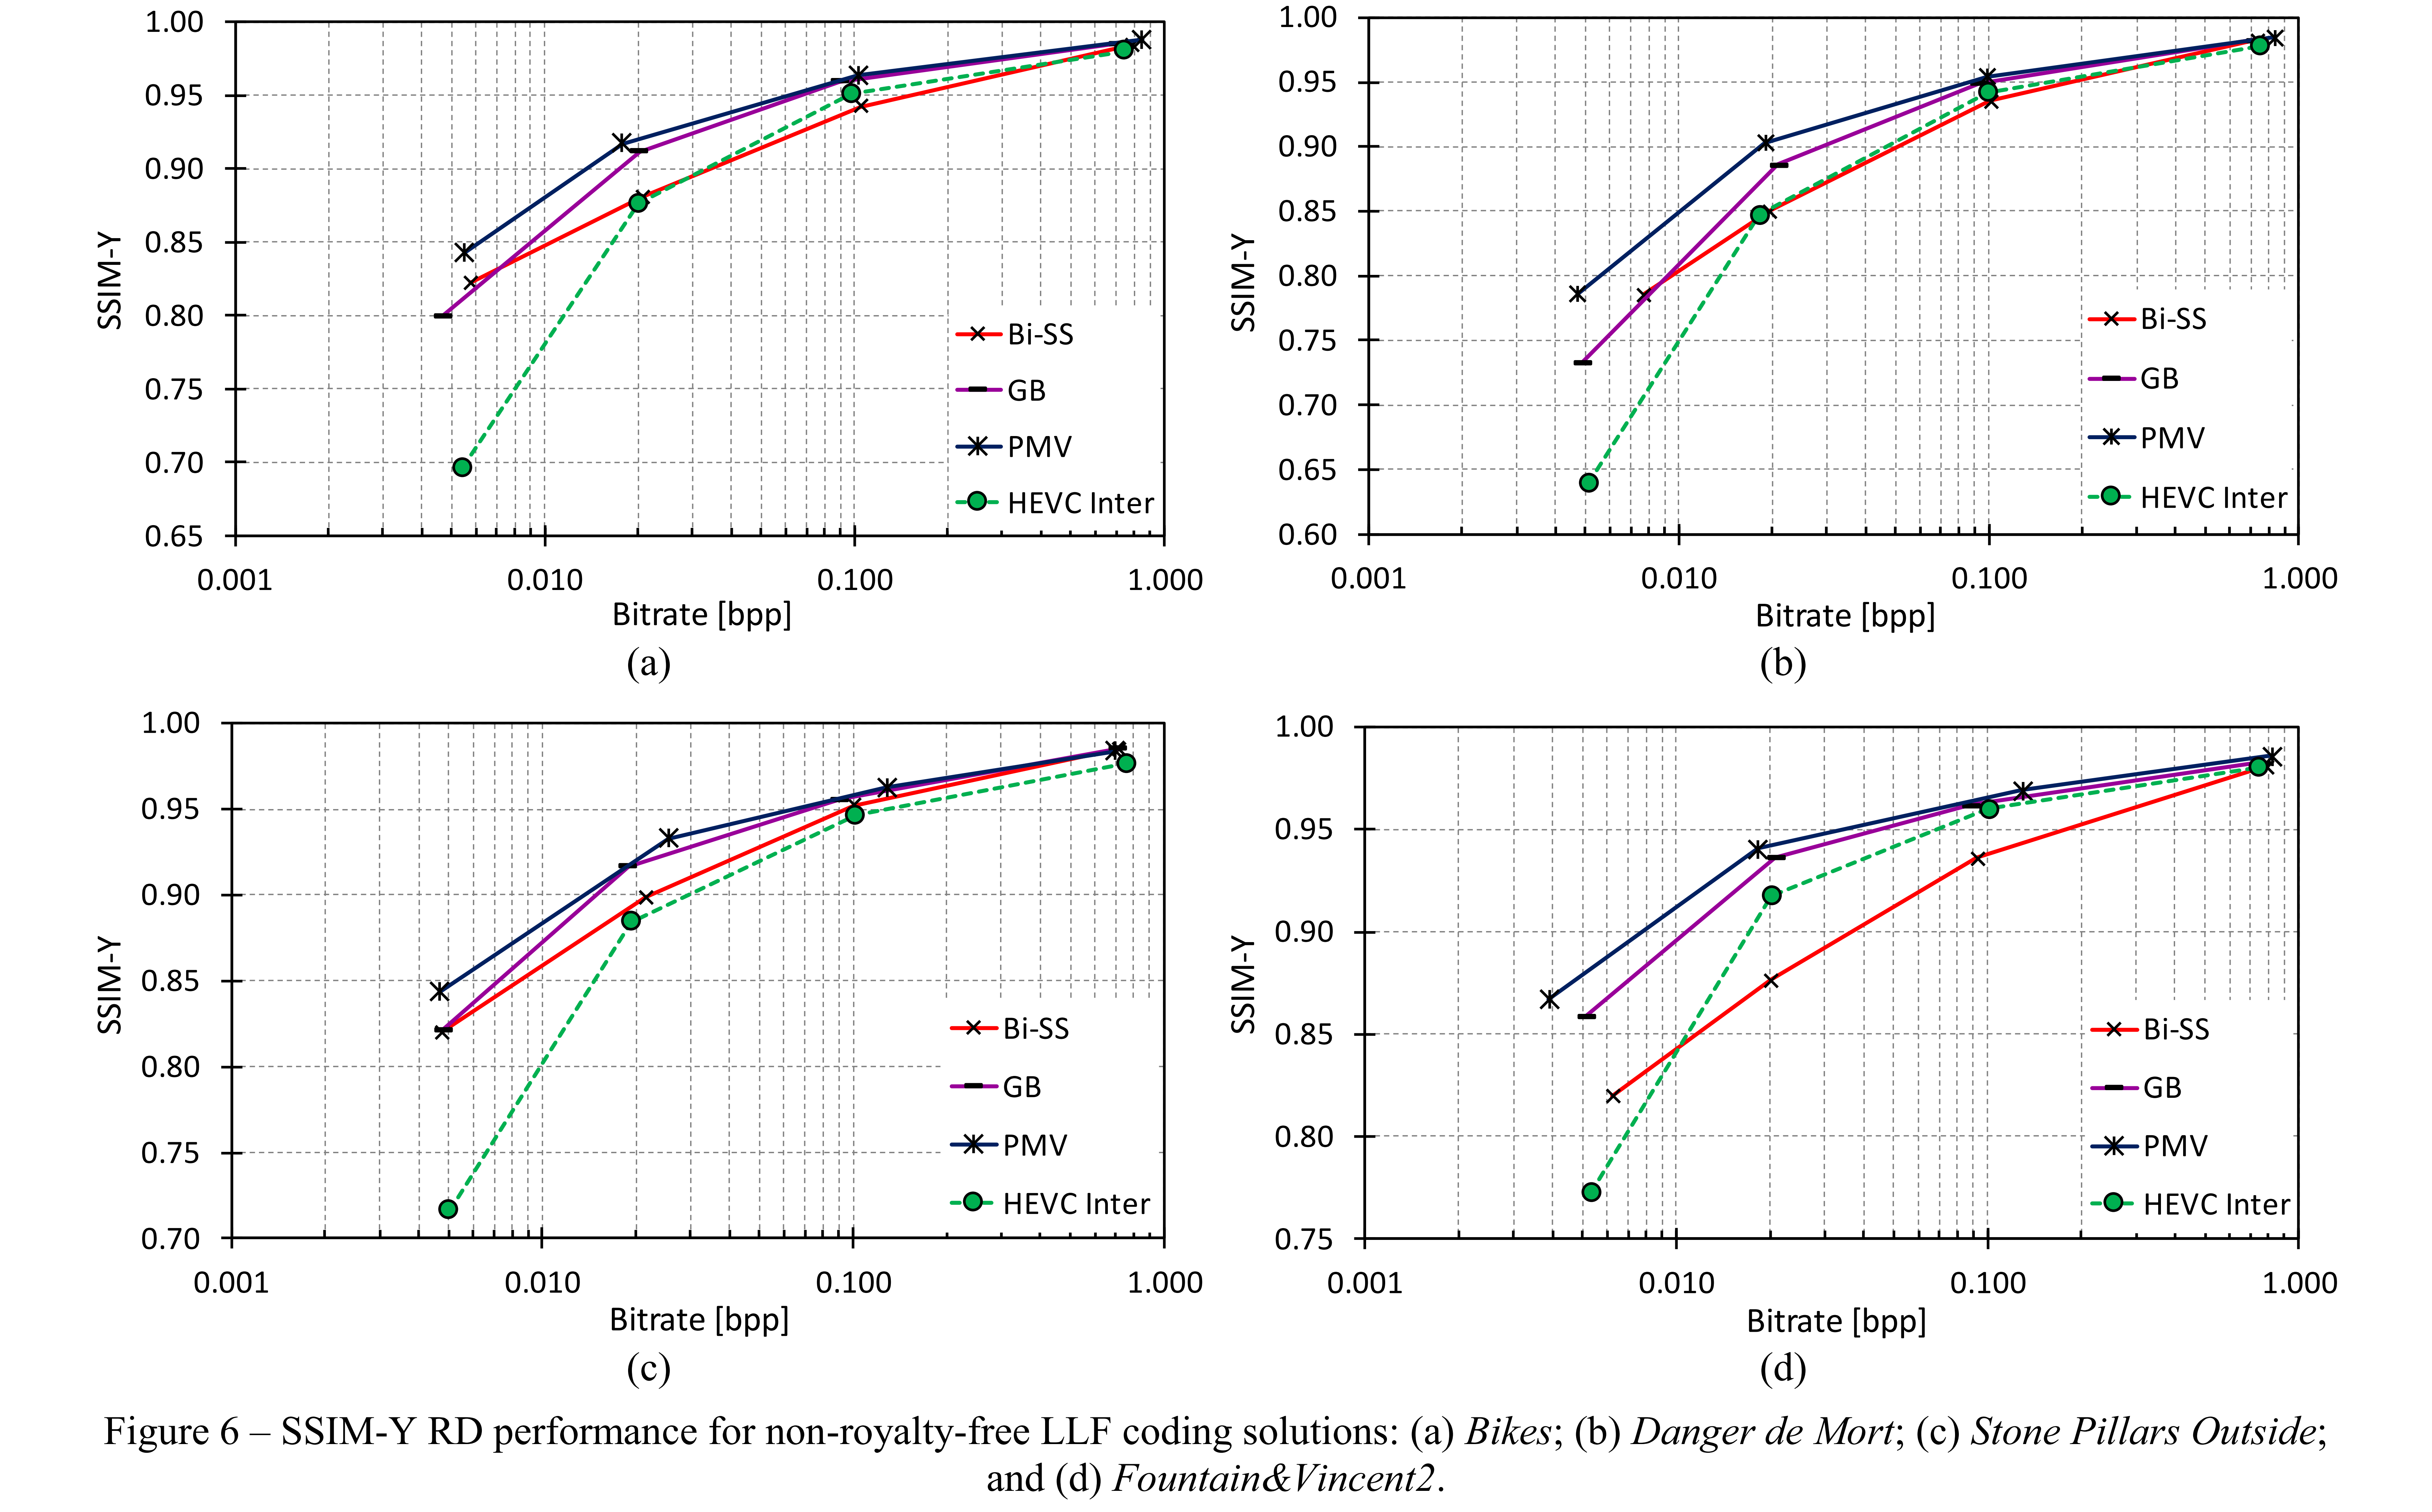 1.00
0.95
0.90
0.85
0.80
0.75
0.70
0.65
SSIM-Y
0.001
0.010
0.100
1.000
Bitrate [bpp]
Bi-SS
GB
PMV
HEVC Inter
(a)
1.00
0.95
0.90
0.85
0.80
0.75
0.70
0.65
0.60
SSIM-Y
0.001
0.010
0.100
1.000
Bitrate [bpp]
Bi-SS
GB
PMV
HEVC Inter
(b)
1.00
0.95
0.90
0.85
0.80
0.75
0.70
SSIM-Y
0.001
0.010
0.100
1.000
Bitrate [bpp]
Bi-SS
GB
PMV
HEVC Inter
(c)
1.00
0.95
0.90
0.85
0.80
0.75
SSIM-Y
0.001
0.010
0.100
1.000
Bitrate [bpp]
Bi-SS
GB
PMV
HEVC Inter
(d)
Figure 6 – SSIM-Y RD performance for non-royalty-free LLF coding solutions: (a) Bikes; (b) Danger de Mort; (c) Stone Pillars Outside;
and (d) Fountain&Vincent2.